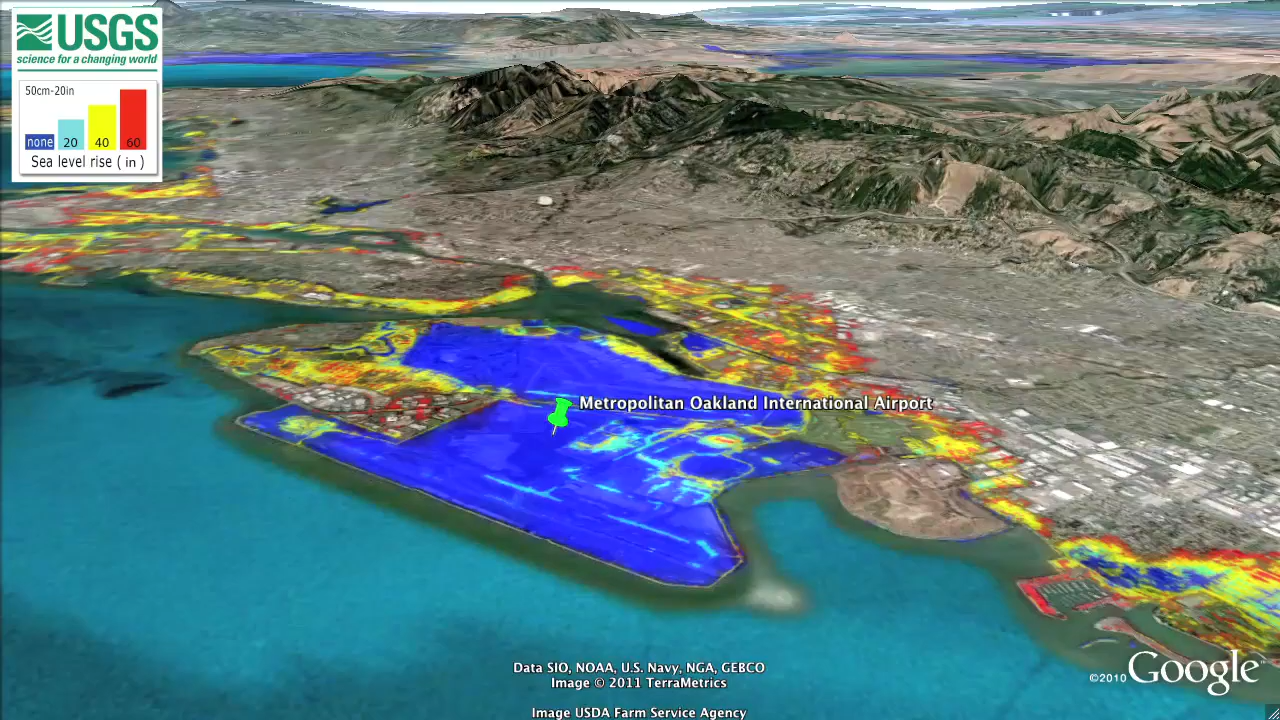 USGS
science for a changing world
50cm-20in
none 20 40 60
Sea level rise ( in )
Metropolitan Oakland International Airport
Data SIO, NOAA, U.S. Navy, NGA, GEBCO
Image © 2011 TerraMetrics
©2010 Google™
Image USDA Farm Service Agency